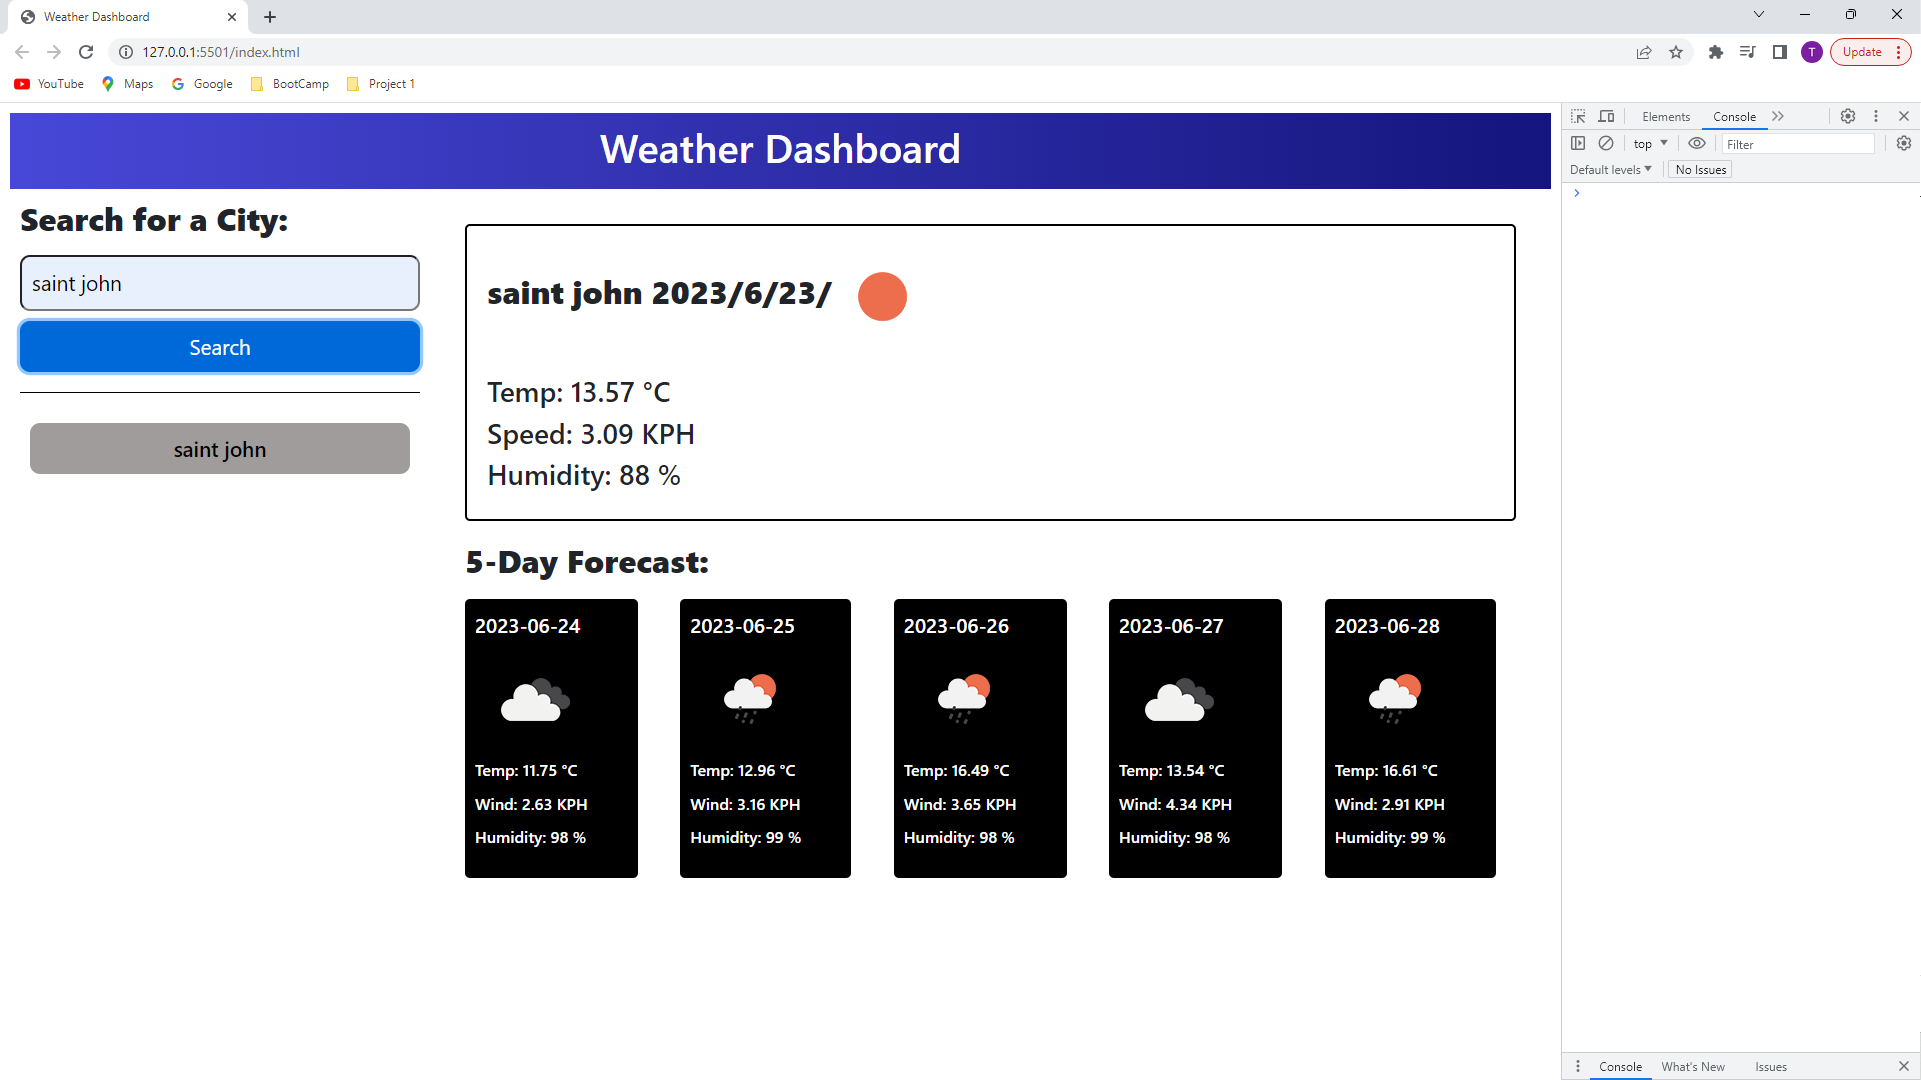 Weather Dashboard
127.0.0.1:5501/index.html
T
Update
YouTube
Maps
Google
BootCamp
Project 1
Weather Dashboard
Search for a City:
saint john
Search
saint john
saint john 2023/6/23/
Temp: 13.57 °C
Speed: 3.09 KPH
Humidity: 88 %
5-Day Forecast:
2023-06-24
Temp: 11.75 °C
Wind: 2.63 KPH
Humidity: 98 %
2023-06-25
Temp: 12.96 °C
Wind: 3.16 KPH
Humidity: 99 %
2023-06-26
Temp: 16.49 °C
Wind: 3.65 KPH
Humidity: 98 %
2023-06-27
Temp: 13.54 °C
Wind: 4.34 KPH
Humidity: 98 %
2023-06-28
Temp: 16.61 °C
Wind: 2.91 KPH
Humidity: 99 %
Elements
Console
top
Filter
Default levels
No Issues
Console
What's New
Issues